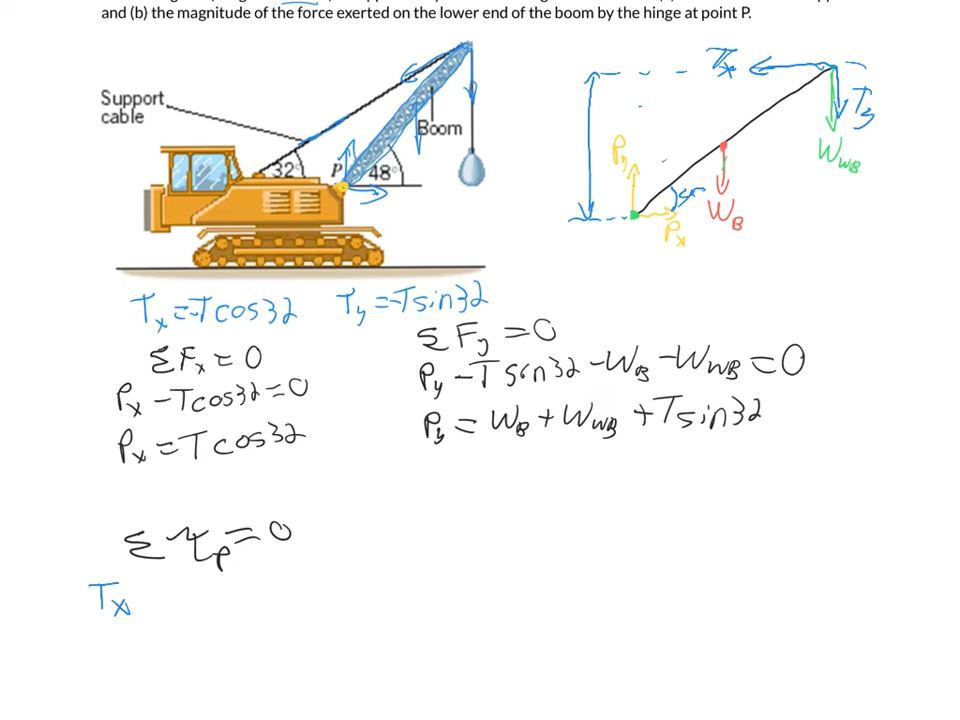 and (b) the magnitude of the force exerted on the lower end of the boom by the hinge at point P.
Support
cable
Boom
32°
P
48°
Tx
Ty
WWB
Py
48
WB
Px
Tx = -Tcos32 Ty = -Tsin32
ΣFx = 0
Px - Tcos32 = 0
Px = Tcos32
ΣFy = 0
Py - Tsin32 - WB - WWB = 0
Py = WB + WWB + Tsin32
Στp = 0
Tx